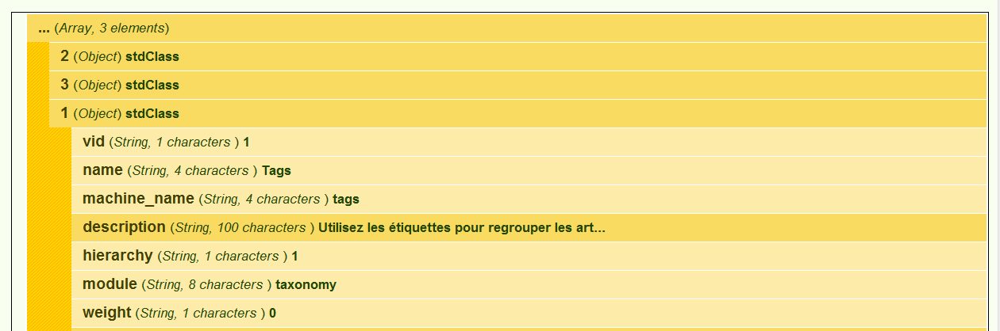 ... (Array, 3 elements)
2 (Object) stdClass
3 (Object) stdClass
1 (Object) stdClass
vid (String, 1 characters ) 1
name (String, 4 characters ) Tags
machine_name (String, 4 characters ) tags
description (String, 100 characters ) Utilisez les étiquettes pour regrouper les art...
hierarchy (String, 1 characters ) 1
module (String, 8 characters ) taxonomy
weight (String, 1 characters ) 0